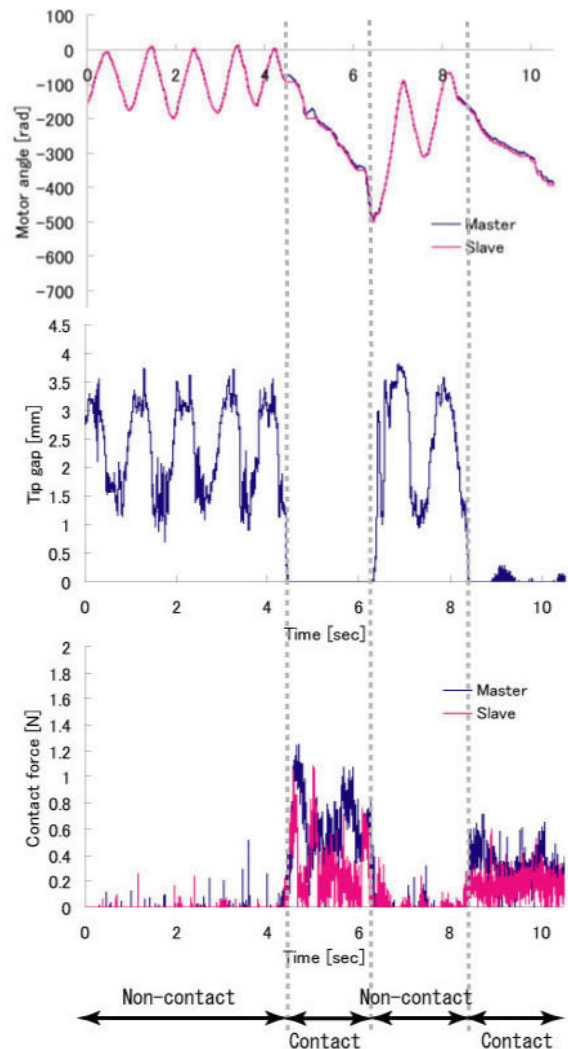 100
0
-100
-200
-300
-400
-500
-600
-700
0 2 4 6 8 10
Motor angle [rad]
Master
Slave
4.5
4
3.5
3
2.5
2
1.5
1
0.5
0
Tip gap [mm]
0 2 4 6 8 10
Time [sec]
2
1.8
1.6
1.4
1.2
1
0.8
0.6
0.4
0.2
0
Contact force [N]
Master
Slave
0 2 4 6 8 10
Time [sec]
Non-contact Non-contact
Contact Contact